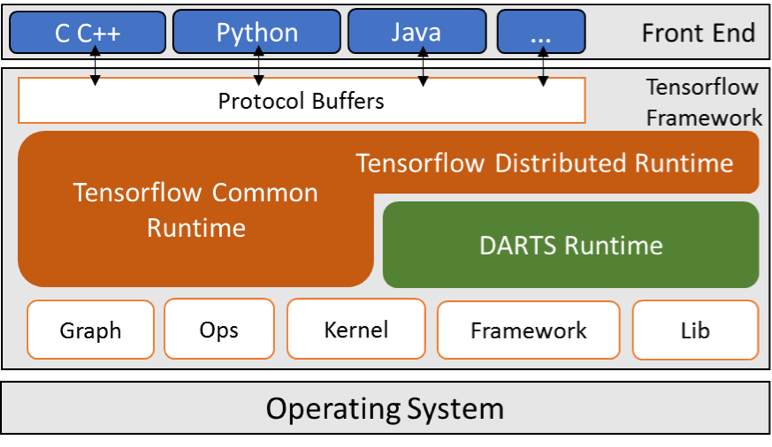 C C++
Python
Java
...
Front End
Protocol Buffers
Tensorflow
Framework
Tensorflow Distributed Runtime
Tensorflow Common
Runtime
DARTS Runtime
Graph
Ops
Kernel
Framework
Lib
Operating System